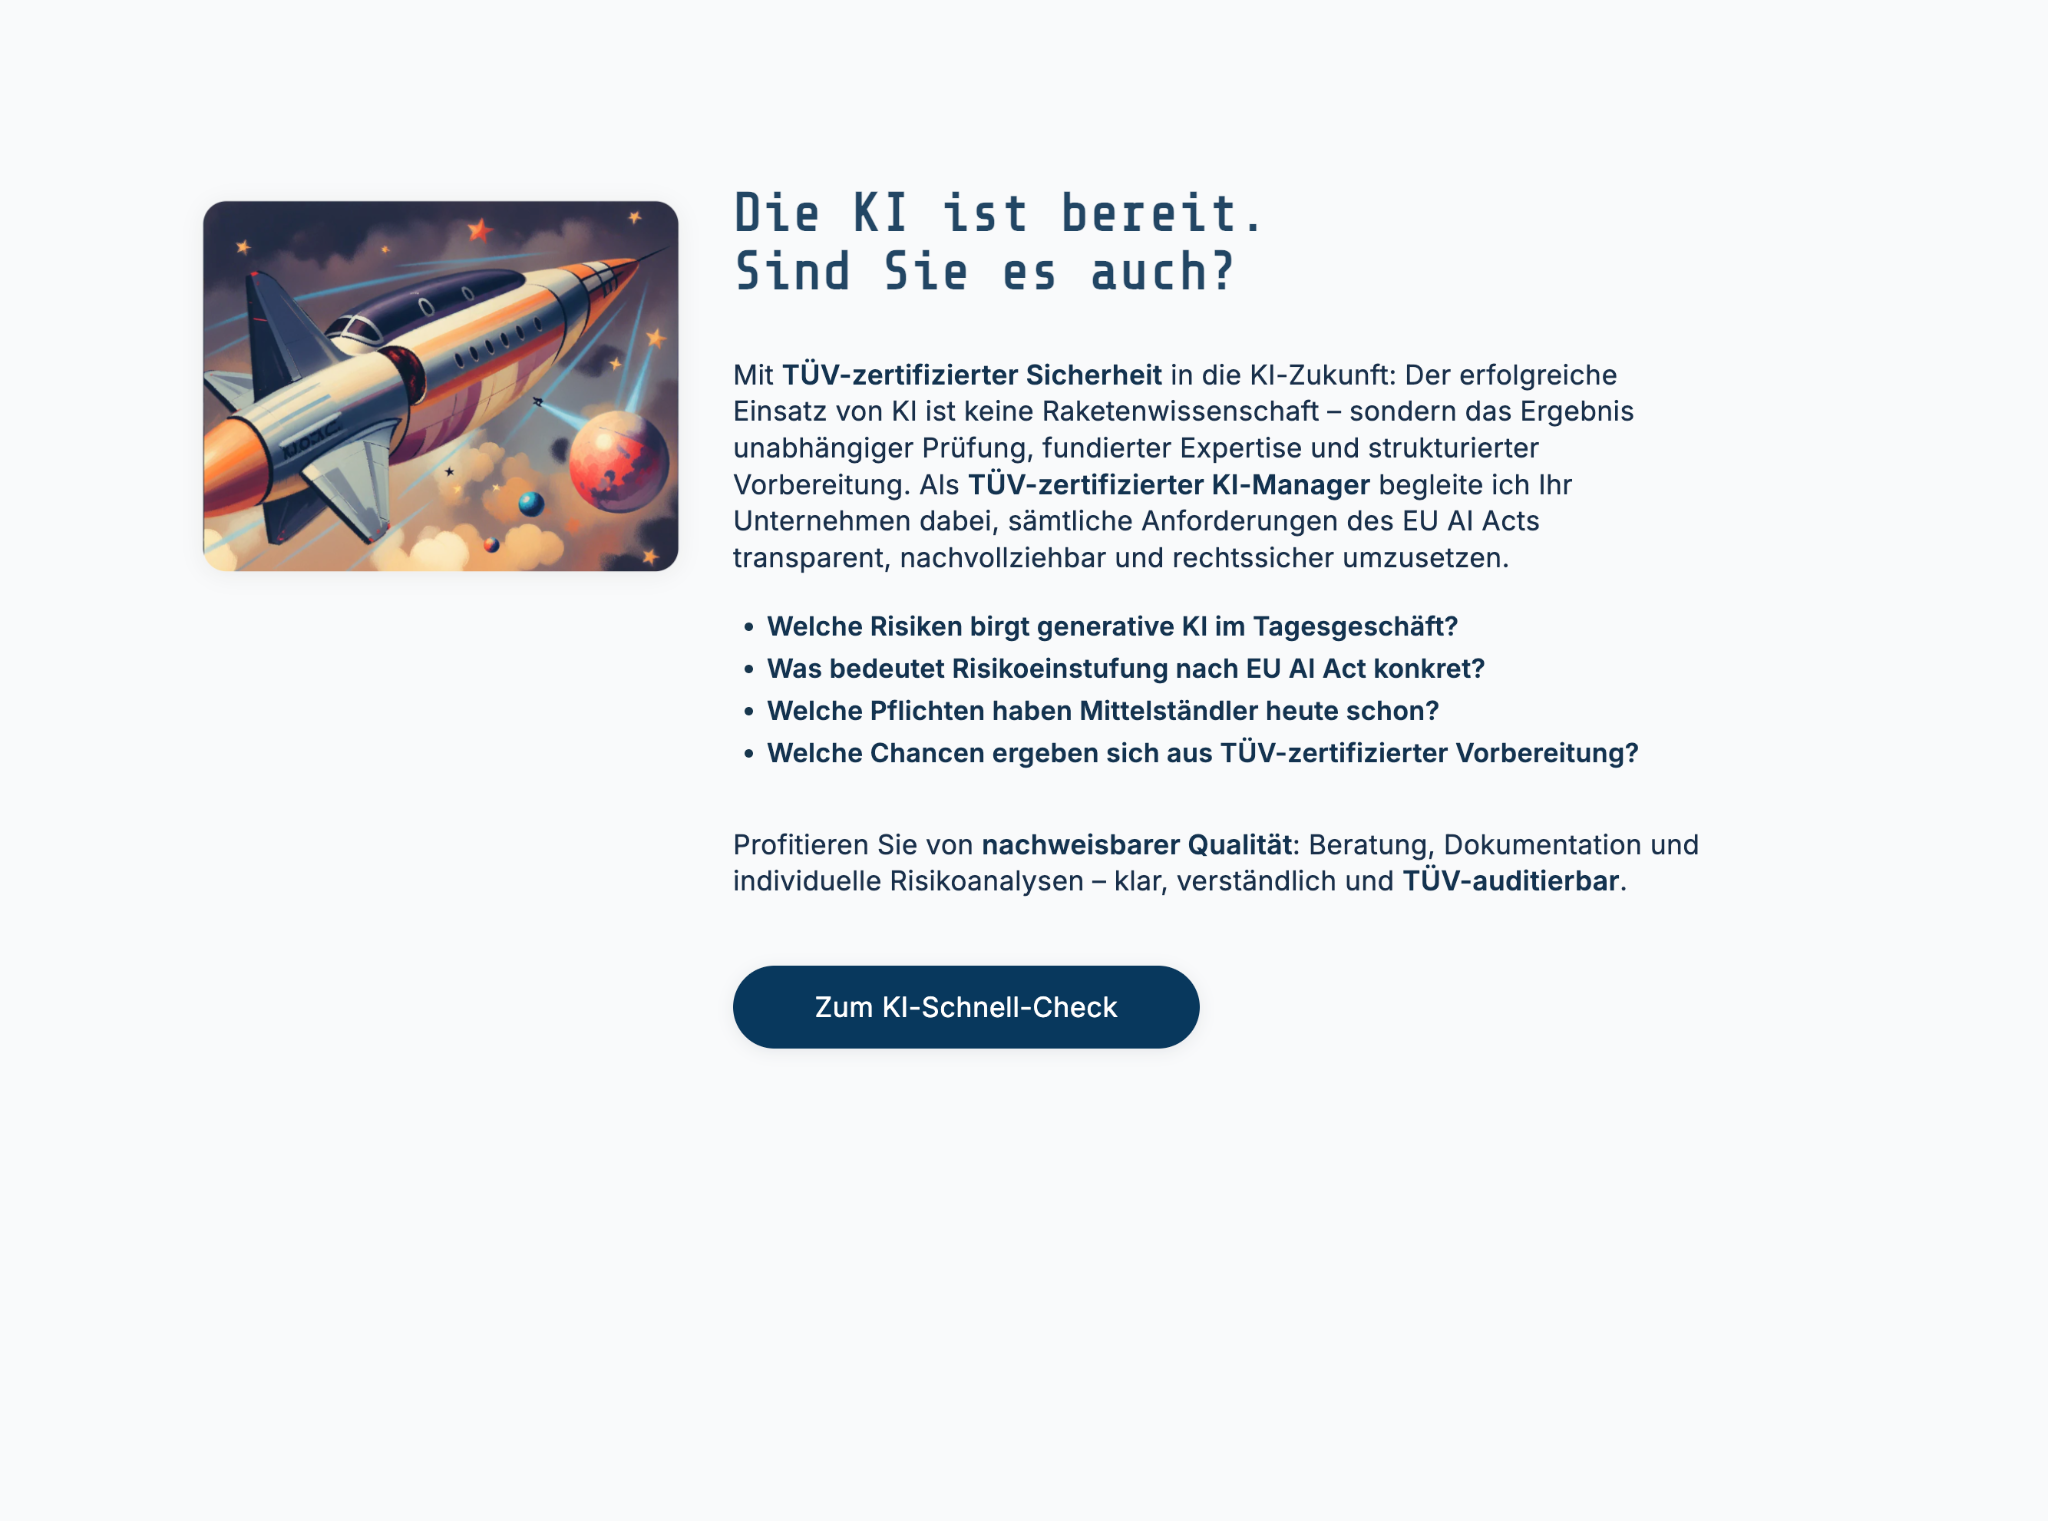 Die KI ist bereit.
Sind Sie es auch?
Mit TÜV-zertifizierter Sicherheit in die KI-Zukunft: Der erfolgreiche
Einsatz von KI ist keine Raketenwissenschaft – sondern das Ergebnis
unabhängiger Prüfung, fundierter Expertise und strukturierter
Vorbereitung. Als TÜV-zertifizierter KI-Manager begleite ich Ihr
Unternehmen dabei, sämtliche Anforderungen des EU AI Acts
transparent, nachvollziehbar und rechtssicher umzusetzen.
• Welche Risiken birgt generative KI im Tagesgeschäft?
• Was bedeutet Risikoeinstufung nach EU AI Act konkret?
• Welche Pflichten haben Mittelständler heute schon?
• Welche Chancen ergeben sich aus TÜV-zertifizierter Vorbereitung?
Profitieren Sie von nachweisbarer Qualität: Beratung, Dokumentation und
individuelle Risikoanalysen – klar, verständlich und TÜV-auditierbar.
Zum KI-Schnell-Check